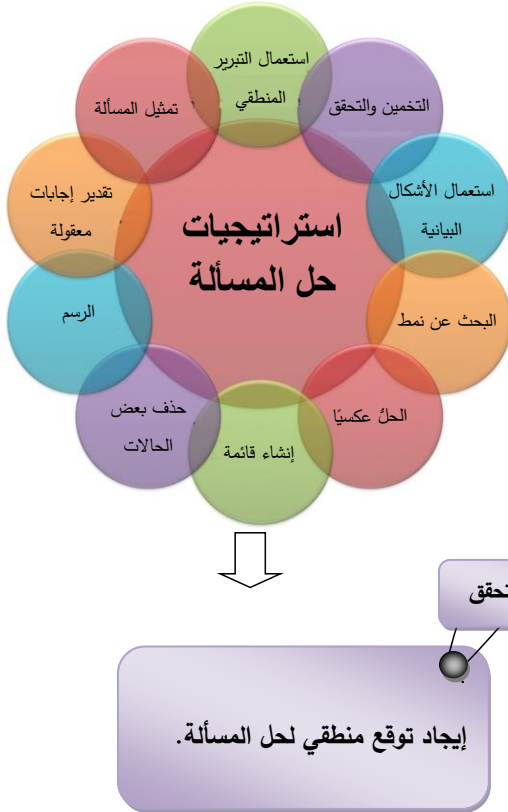 استعمال التبرير
المنطقي
التخمين والتحقق
تمثيل المسألة
استعمال الأشكال
البيانية
تقدير إجابات
معقولة
استراتيجيات
حل المسألة
البحث عن نمط
الرسم
الحلُ عكسيًا
حذف بعض
الحالات
إنشاء قائمة
تحقق
إيجاد توقع منطقي لحل المسألة.